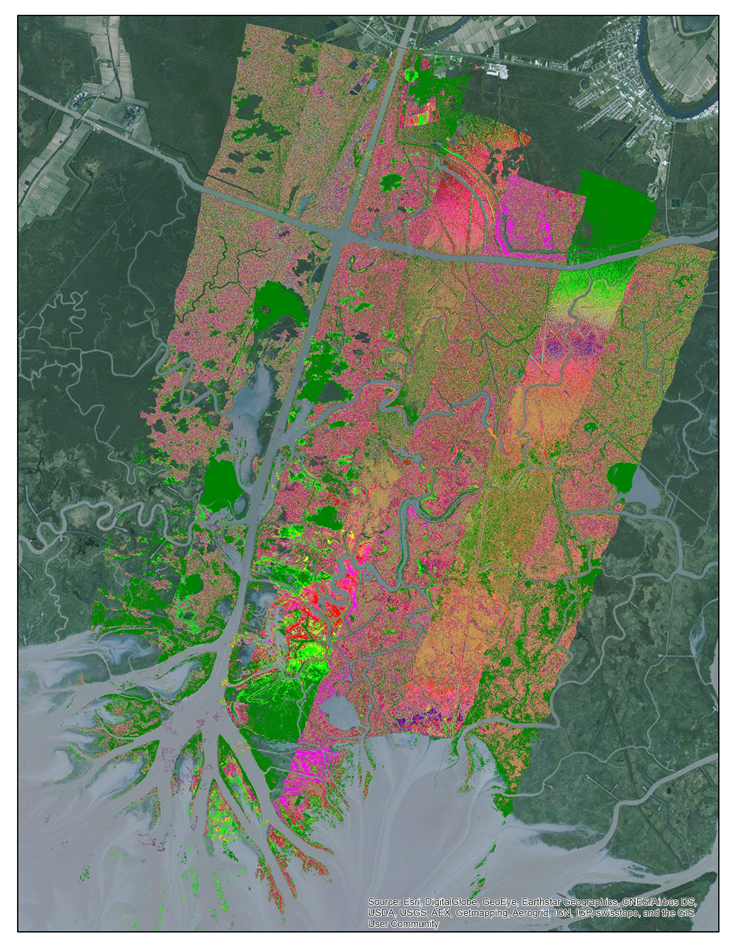 Source: Esri, DigitalGlobe, GeoEye, Earthstar Geographics, CNES/Airbus DS,
USDA, USGS, AEX, Getmapping, Aerogrid, IGN, IGP, swisstopo, and the GIS
User Community